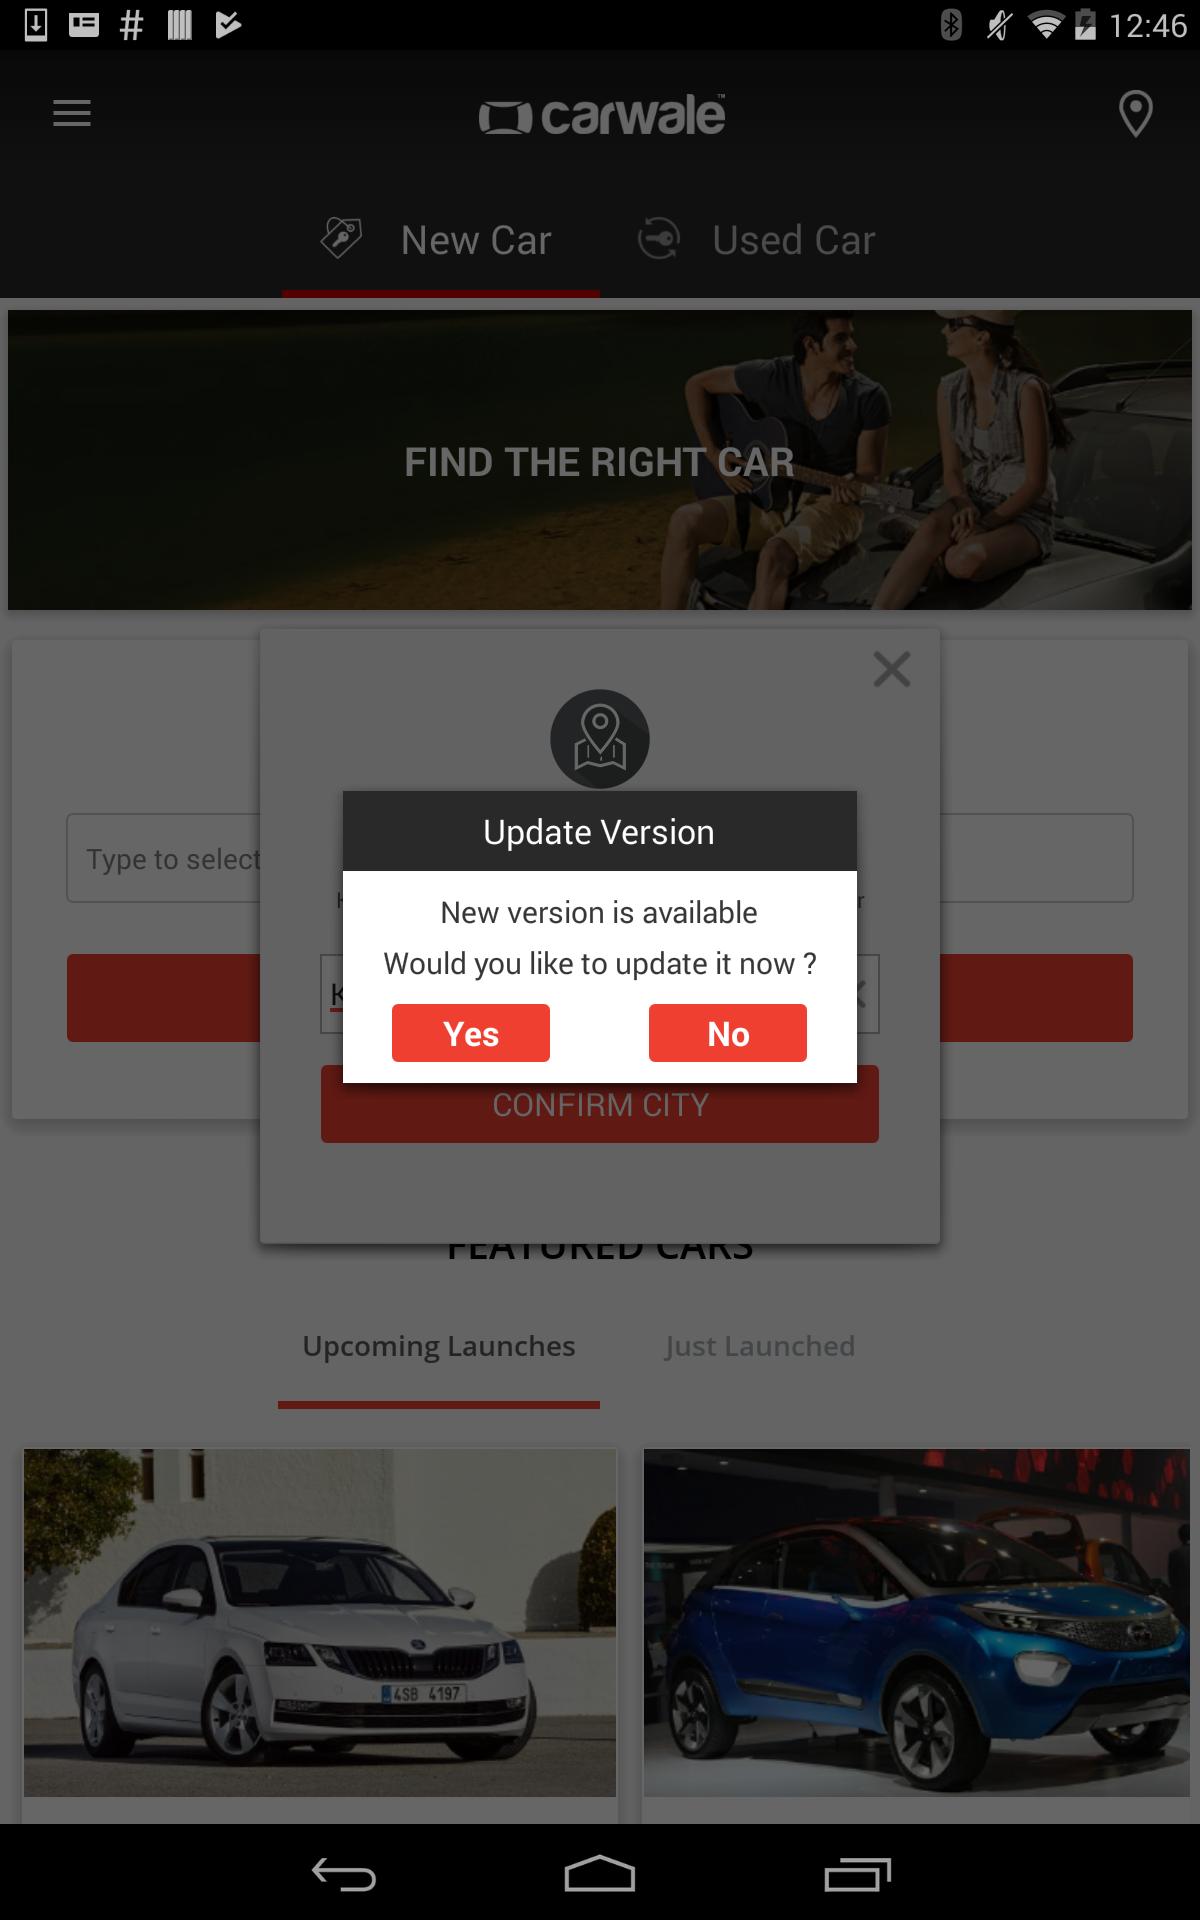 12:46
carwale
New Car
Used Car
FIND THE RIGHT CAR
Type to select
Update Version
New version is available
Would you like to update it now ?
Yes
No
CONFIRM CITY
FEATURED CARS
Upcoming Launches
Just Launched
4SB 4197